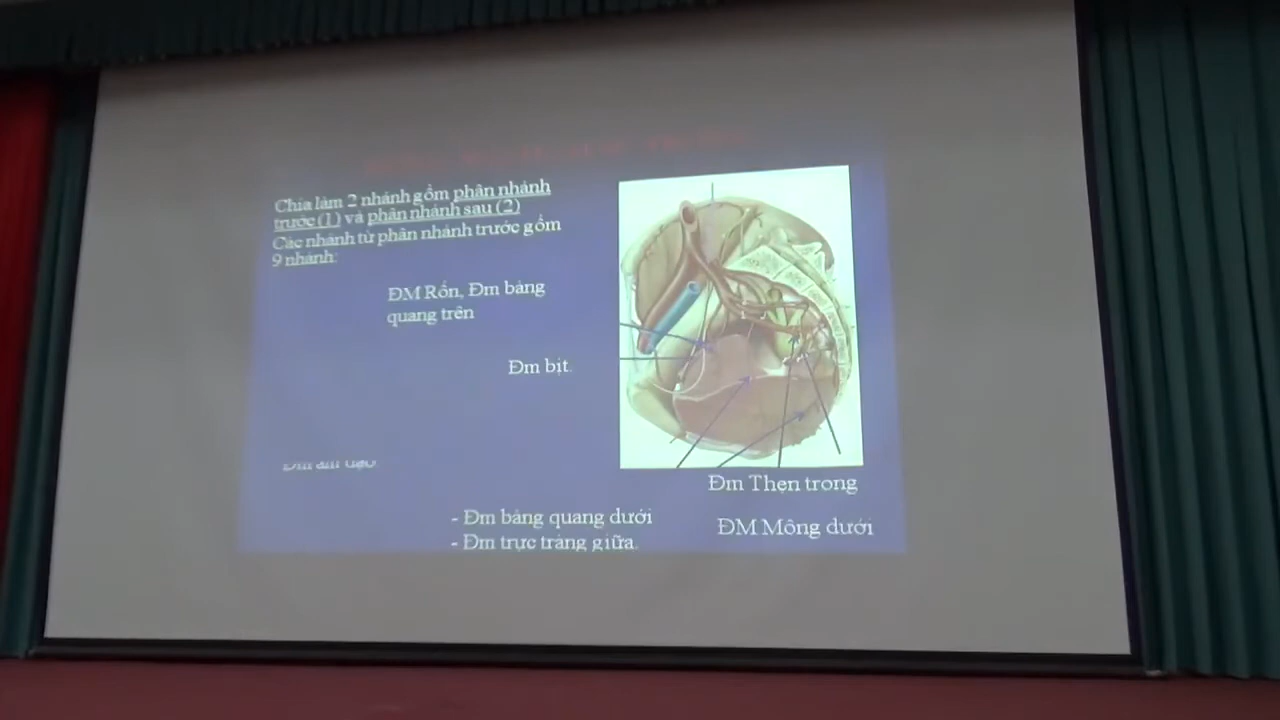 Chia làm 2 nhánh gồm phân nhánh
trước (1) và phân nhánh sau (2)
Các nhánh từ phân nhánh trước gồm
9 nhánh:
ĐM Rốn, Đm bàng
quang trên
Đm bịt.
Đm Thẹn trong
- Đm bàng quang dưới
ĐM Mông dưới
- Đm trực tràng giữa.